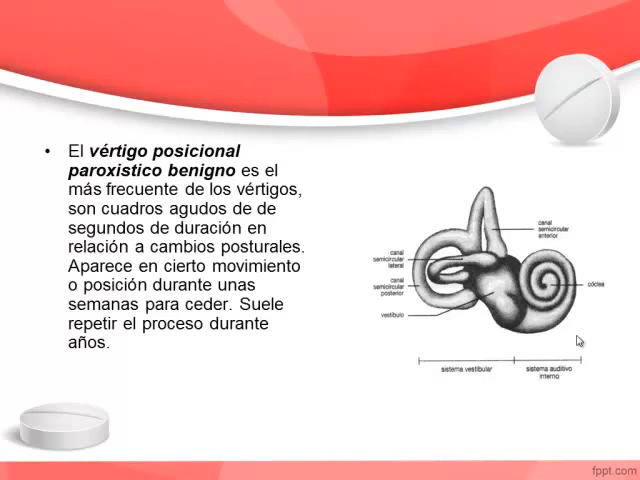 • El vértigo posicional
paroxistico benigno es el
más frecuente de los vértigos,
son cuadros agudos de de
segundos de duración en
relación a cambios posturales.
Aparece en cierto movimiento
o posición durante unas
semanas para ceder. Suele
repetir el proceso durante
años.
canal
semicircular
anterior
canal
semicircular
lateral
canal
semicircular
posterior
vestíbulo
cóclea
sistema vestibular
sistema auditivo
interno
fppt.com